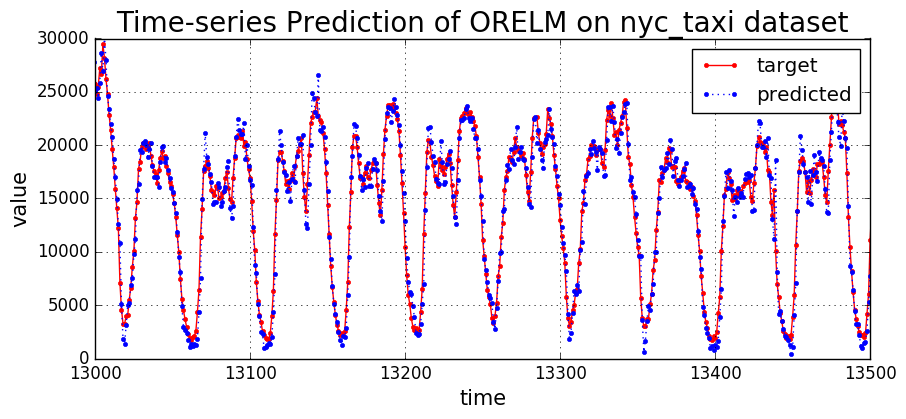 Time-series Prediction of ORELM on nyc_taxi dataset
30000
25000
20000
15000
10000
5000
0
value
target
predicted
13000 13100 13200 13300 13400 13500
time